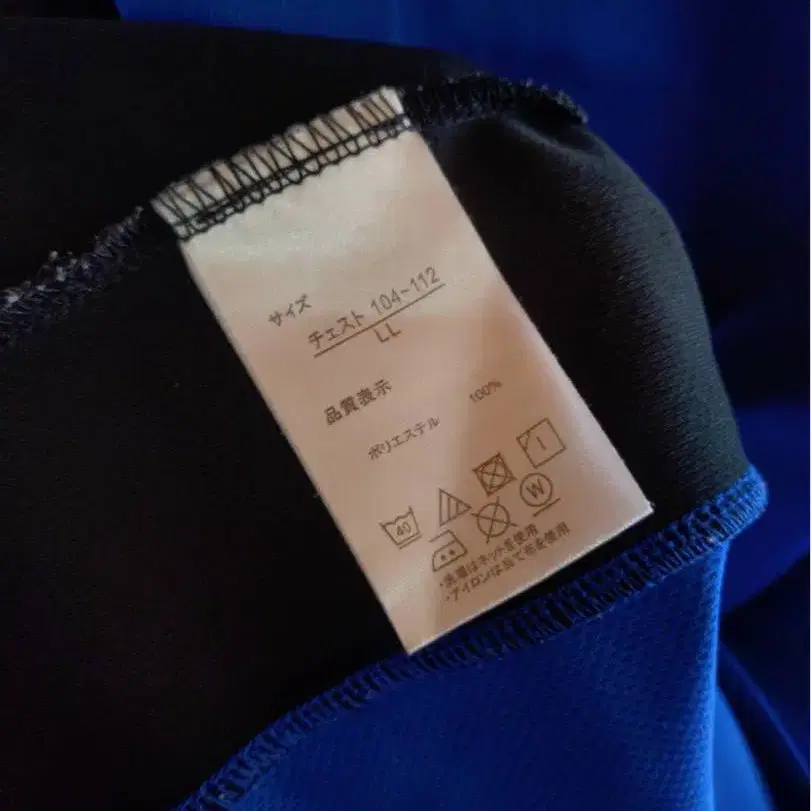 サイズ
チェスト 104~112
LL
品質表示
ポリエステル 100%
40
W
・洗濯はネットを使用
・アイロンは当て布を使用